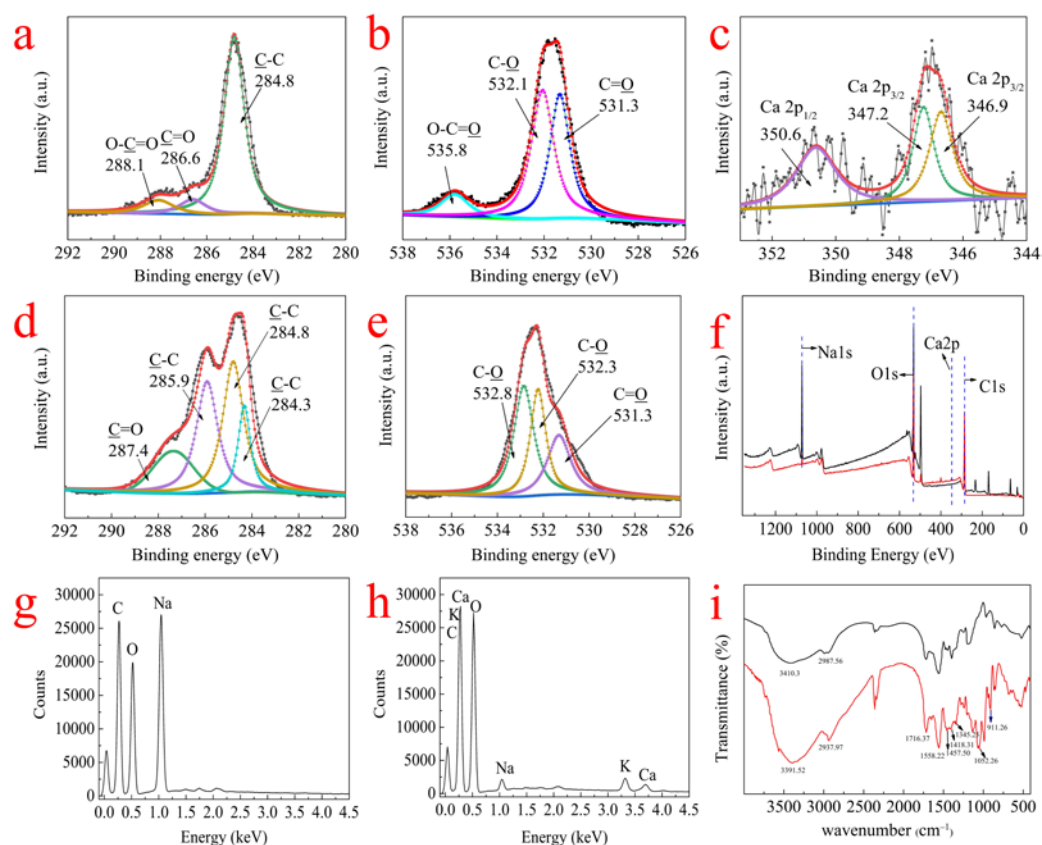 a
C-C
284.8
O-C=O
288.1
C=O
286.6
Intensity (a.u.)
292 290 288 286 284 282 280
Binding energy (eV)
b
C-O
532.1
C=O
531.3
O-C=O
535.8
Intensity (a.u.)
538 536 534 532 530 528 526
Binding energy (eV)
c
Ca 2p1/2
350.6
Ca 2p3/2
347.2
Ca 2p3/2
346.9
Intensity (a.u.)
352 350 348 346 344
Binding energy (eV)
d
C-C
284.8
C-C
285.9
C-C
284.3
C=O
287.4
Intensity (a.u.)
292 290 288 286 284 282 280
Binding energy (eV)
e
C-O
532.8
C-O
532.3
C=O
531.3
Intensity (a.u.)
538 536 534 532 530 528 526
Binding energy (eV)
f
Na1s
O1s
Ca2p
C1s
Intensity (a.u.)
1200 1000 800 600 400 200 0
Binding Energy (eV)
g
C
O
Na
Counts
30000
25000
20000
15000
10000
5000
0
0.0 0.5 1.0 1.5 2.0 2.5 3.0 3.5 4.0 4.5
Energy (keV)
h
Ca
K
C
O
Na
K
Ca
Counts
30000
25000
20000
15000
10000
5000
0
0.0 0.5 1.0 1.5 2.0 2.5 3.0 3.5 4.0 4.5
Energy (keV)
i
3410.3
2987.56
3391.52
2937.97
1716.37
1558.22
1457.50
1418.31
1345.23
1052.26
911.26
Transmittance (%)
3500 3000 2500 2000 1500 1000 500
wavenumber (cm⁻¹)